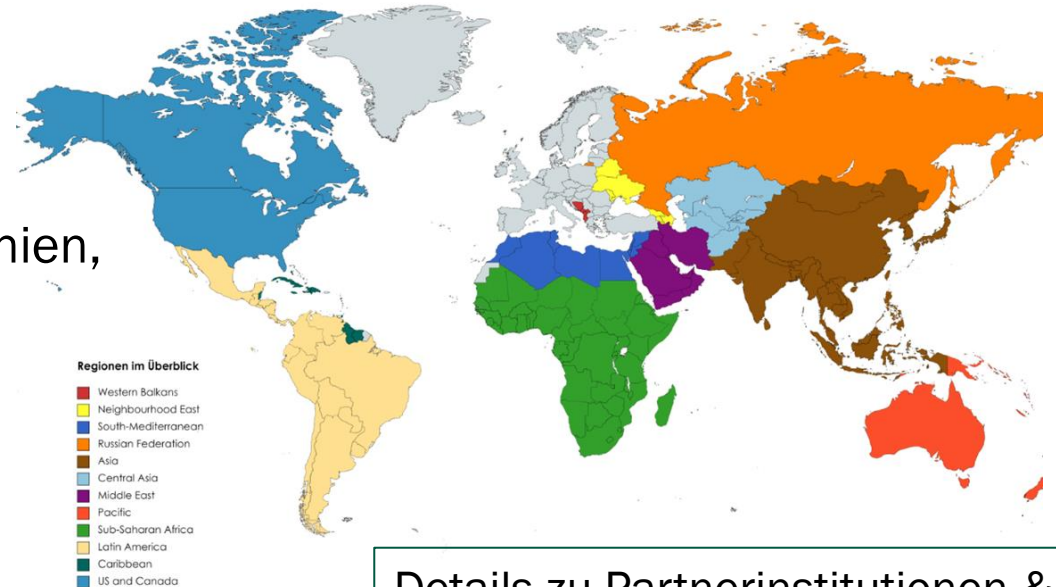 nien,
Regionen im Überblick
Western Balkans
Neighbourhood East
South-Mediterranean
Russian Federation
Asia
Central Asia
Middle East
Pacific
Sub-Saharan Africa
Latin America
Caribbean
US and Canada
Details zu Partnerinstitutionen &